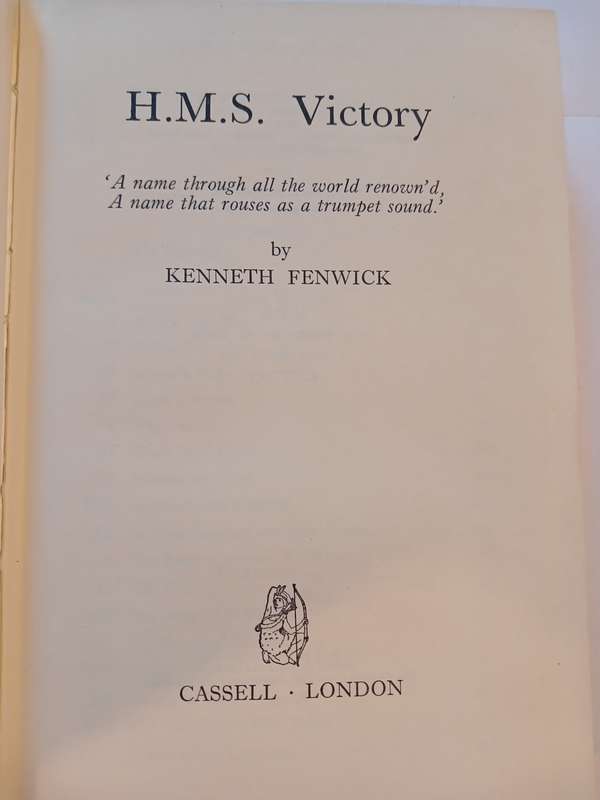 H.M.S. Victory
‘A name through all the world renown’d,
A name that rouses as a trumpet sound.’
by
KENNETH FENWICK
CASSELL · LONDON